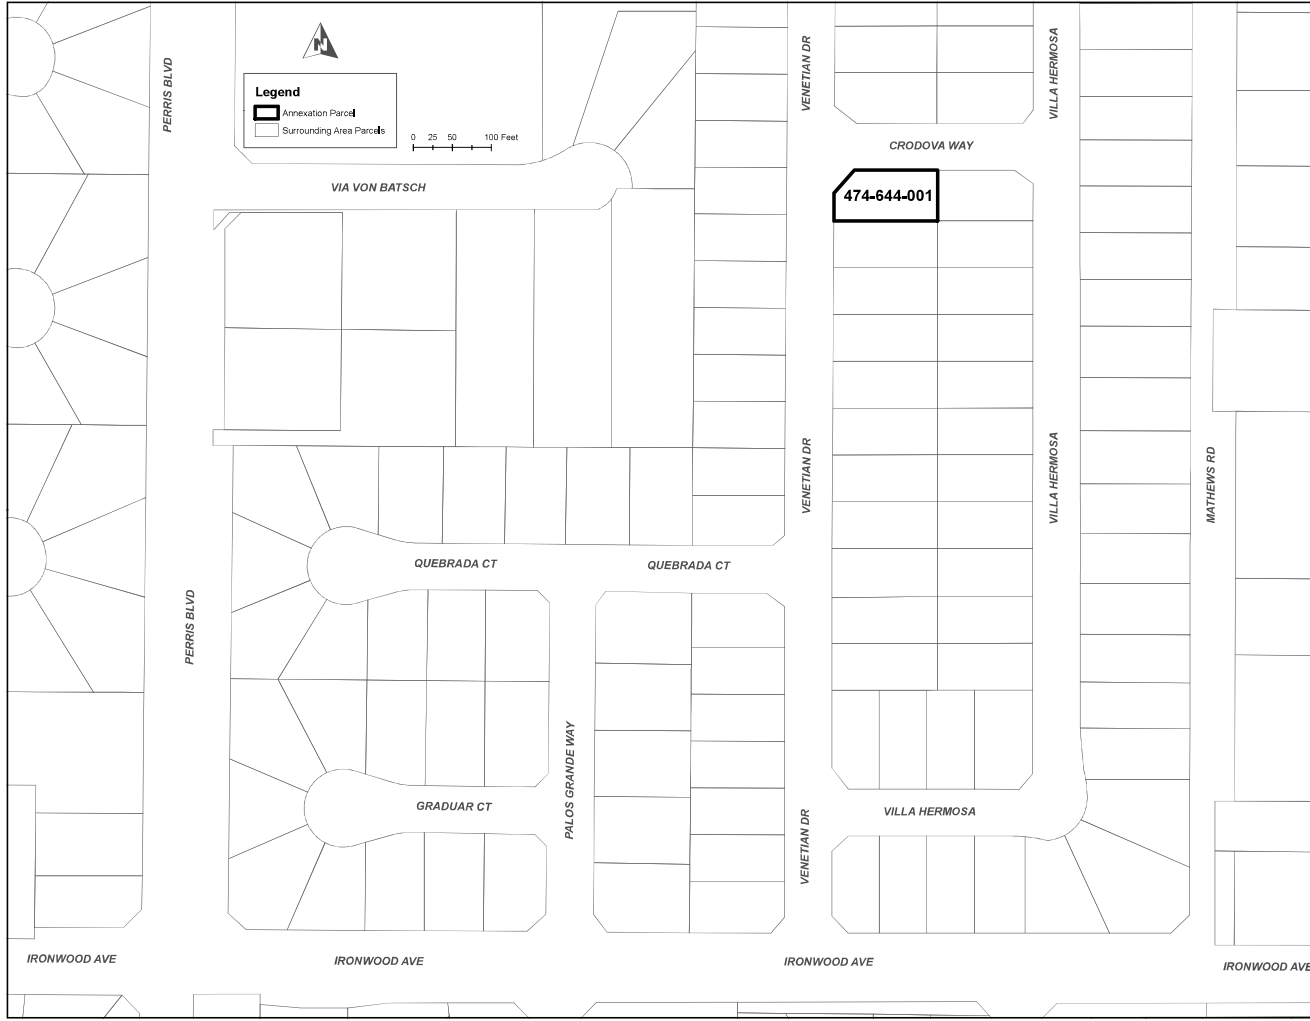 VENETIAN DR
VILLA HERMOSA
N
PERRIS BLVD
Legend
Annexation Parcel
Surrounding Area Parcels
0 25 50 100 Feet
CRODOVA WAY
VIA VON BATSCH
474-644-001
VENETIAN DR
VILLA HERMOSA
MATHEWS RD
QUEBRADA CT
QUEBRADA CT
PERRIS BLVD
PALOS GRANDE WAY
GRADUAR CT
VENETIAN DR
VILLA HERMOSA
IRONWOOD AVE
IRONWOOD AVE
IRONWOOD AVE
IRONWOOD AVE